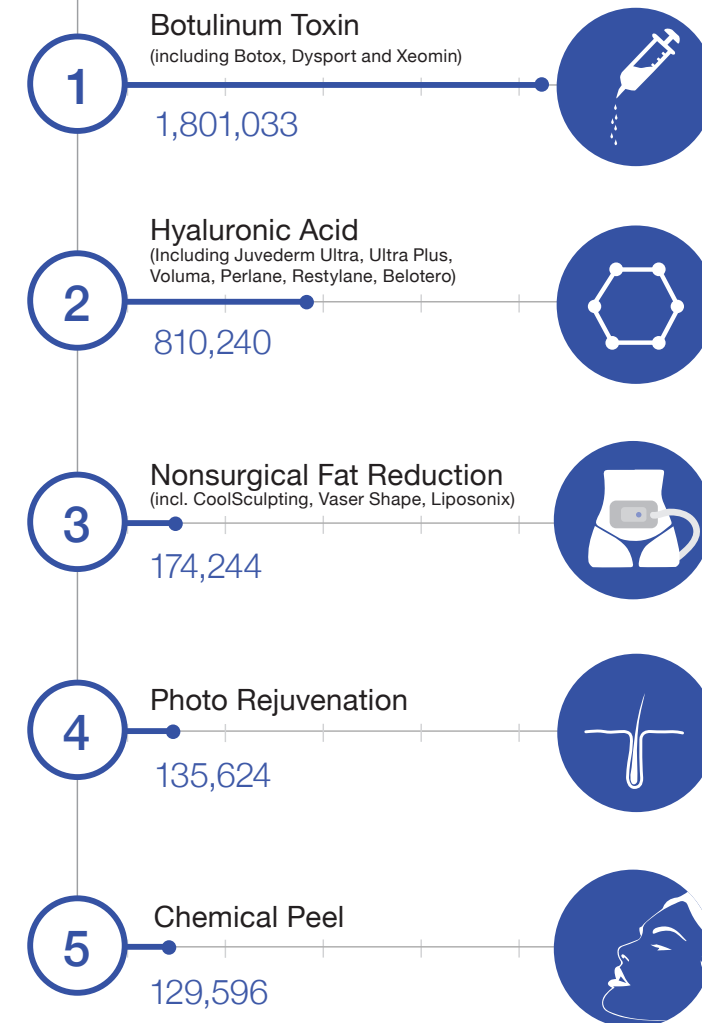 Botulinum Toxin
(including Botox, Dysport and Xeomin)
1
1,801,033
Hyaluronic Acid
(Including Juvederm Ultra, Ultra Plus,
Voluma, Perlane, Restylane, Belotero)
2
810,240
Nonsurgical Fat Reduction
(incl. CoolSculpting, Vaser Shape, Liposonix)
3
174,244
Photo Rejuvenation
4
135,624
Chemical Peel
5
129,596